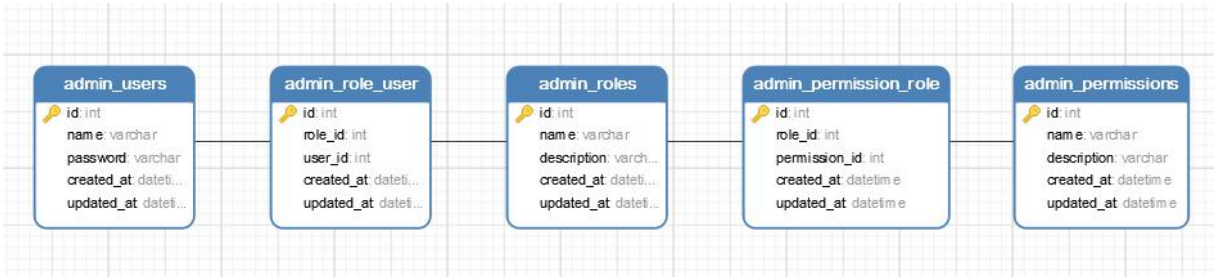 admin_users
id: int
name: varchar
password: varchar
created_at: dateti...
updated_at: dateti...
admin_role_user
id: int
role_id: int
user_id: int
created_at: dateti...
updated_at: dateti...
admin_roles
id: int
name: varchar
description: varch...
created_at: dateti...
updated_at: dateti...
admin_permission_role
id: int
role_id: int
permission_id: int
created_at: datetime
updated_at: datetime
admin_permissions
id: int
name: varchar
description: varchar
created_at: datetime
updated_at: datetime